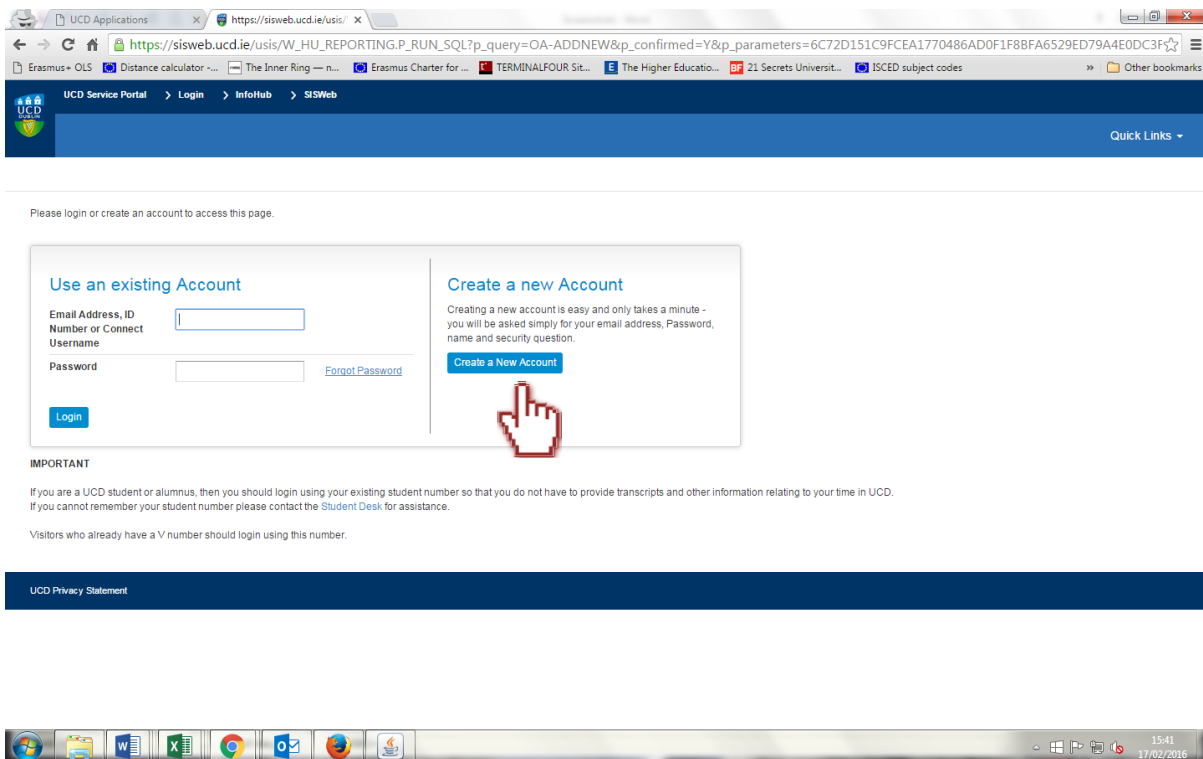 UCD Applications
https://sisweb.ucd.ie/usis/
https://sisweb.ucd.ie/usis/W_HU_REPORTING.P_RUN_SQL?p_query=OA-ADDNEW&p_confirmed=Y&p_parameters=6C72D151C9FCEA1770486AD0F1F8BFA6529ED79A4E0DC3F
Erasmus+ OLS Distance calculator -... The Inner Ring — n... Erasmus Charter for ... TERMINALFOUR Sit... The Higher Educatio... 21 Secrets Universit... ISCED subject codes » Other bookmarks
UCD Service Portal > Login > InfoHub > SISWeb
UCD
DUBLIN
Quick Links
Please login or create an account to access this page.
Use an existing Account
Email Address, ID
Number or Connect
Username
Password
Forgot Password
Login
Create a new Account
Creating a new account is easy and only takes a minute -
you will be asked simply for your email address, Password,
name and security question.
Create a New Account
IMPORTANT
If you are a UCD student or alumnus, then you should login using your existing student number so that you do not have to provide transcripts and other information relating to your time in UCD.
If you cannot remember your student number please contact the Student Desk for assistance.
Visitors who already have a V number should login using this number.
UCD Privacy Statement
15:41
17/02/2016